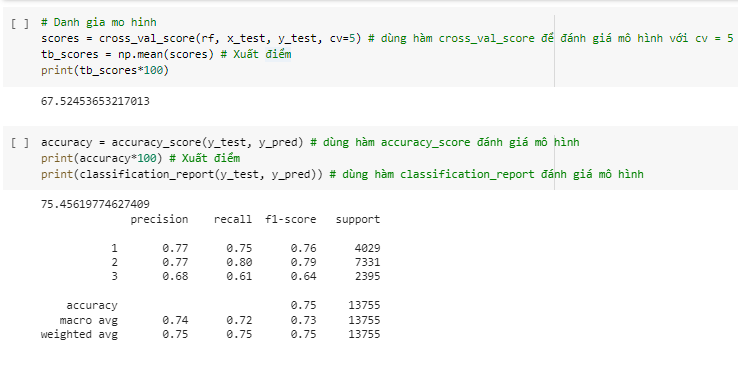 [ ] # Danh gia mo hinh
scores = cross_val_score(rf, x_test, y_test, cv=5) # dùng hàm cross_val_score để đánh giá mô hình với cv = 5
tb_scores = np.mean(scores) # Xuất điểm
print(tb_scores*100)
67.52453653217013
[ ] accuracy = accuracy_score(y_test, y_pred) # dùng hàm accuracy_score đánh giá mô hình
print(accuracy*100) # Xuất điểm
print(classification_report(y_test, y_pred)) # dùng hàm classification_report đánh giá mô hình
75.45619774627409
precision recall f1-score support
1 0.77 0.75 0.76 4029
2 0.77 0.80 0.79 7331
3 0.68 0.61 0.64 2395
accuracy 0.75 13755
macro avg 0.74 0.72 0.73 13755
weighted avg 0.75 0.75 0.75 13755